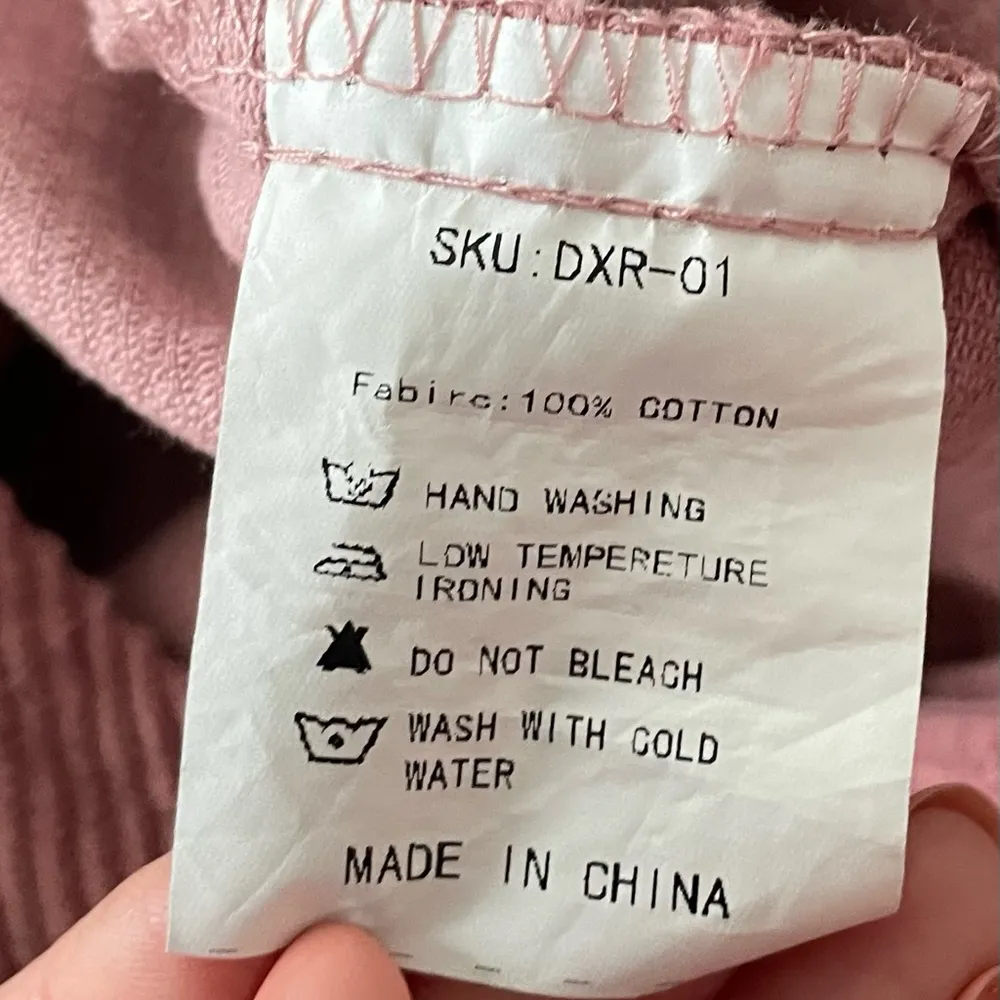 SKU:DXR-01
Fabirc:100% COTTON
HAND WASHING
LOW TEMPERETURE
IRONING
DO NOT BLEACH
WASH WITH COLD
WATER
MADE IN CHINA